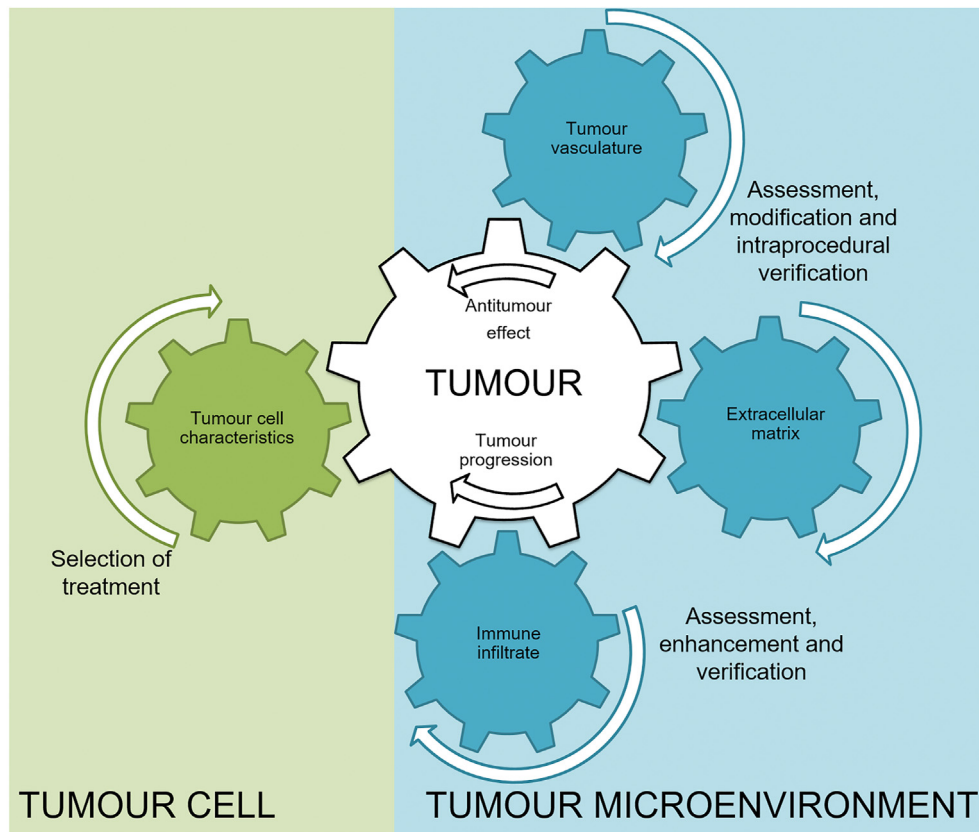 Tumour
vasculature
Assessment,
modification and
intraprocedural
verification
Antitumour
effect
TUMOUR
Tumour
progression
Tumour cell
characteristics
Extracellular
matrix
Selection of
treatment
Immune
infiltrate
Assessment,
enhancement and
verification
TUMOUR CELL
TUMOUR MICROENVIRONMENT